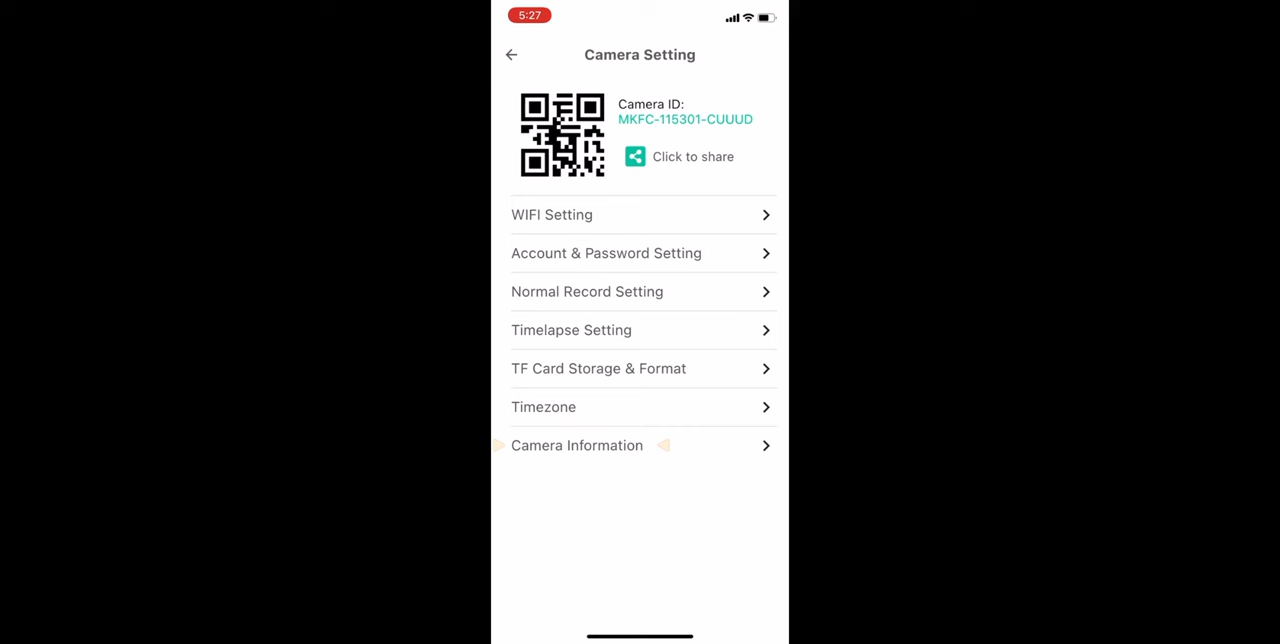 5:27
Camera Setting
Camera ID:
MKFC-115301-CUUUD
Click to share
WIFI Setting
Account & Password Setting
Normal Record Setting
Timelapse Setting
TF Card Storage & Format
Timezone
Camera Information